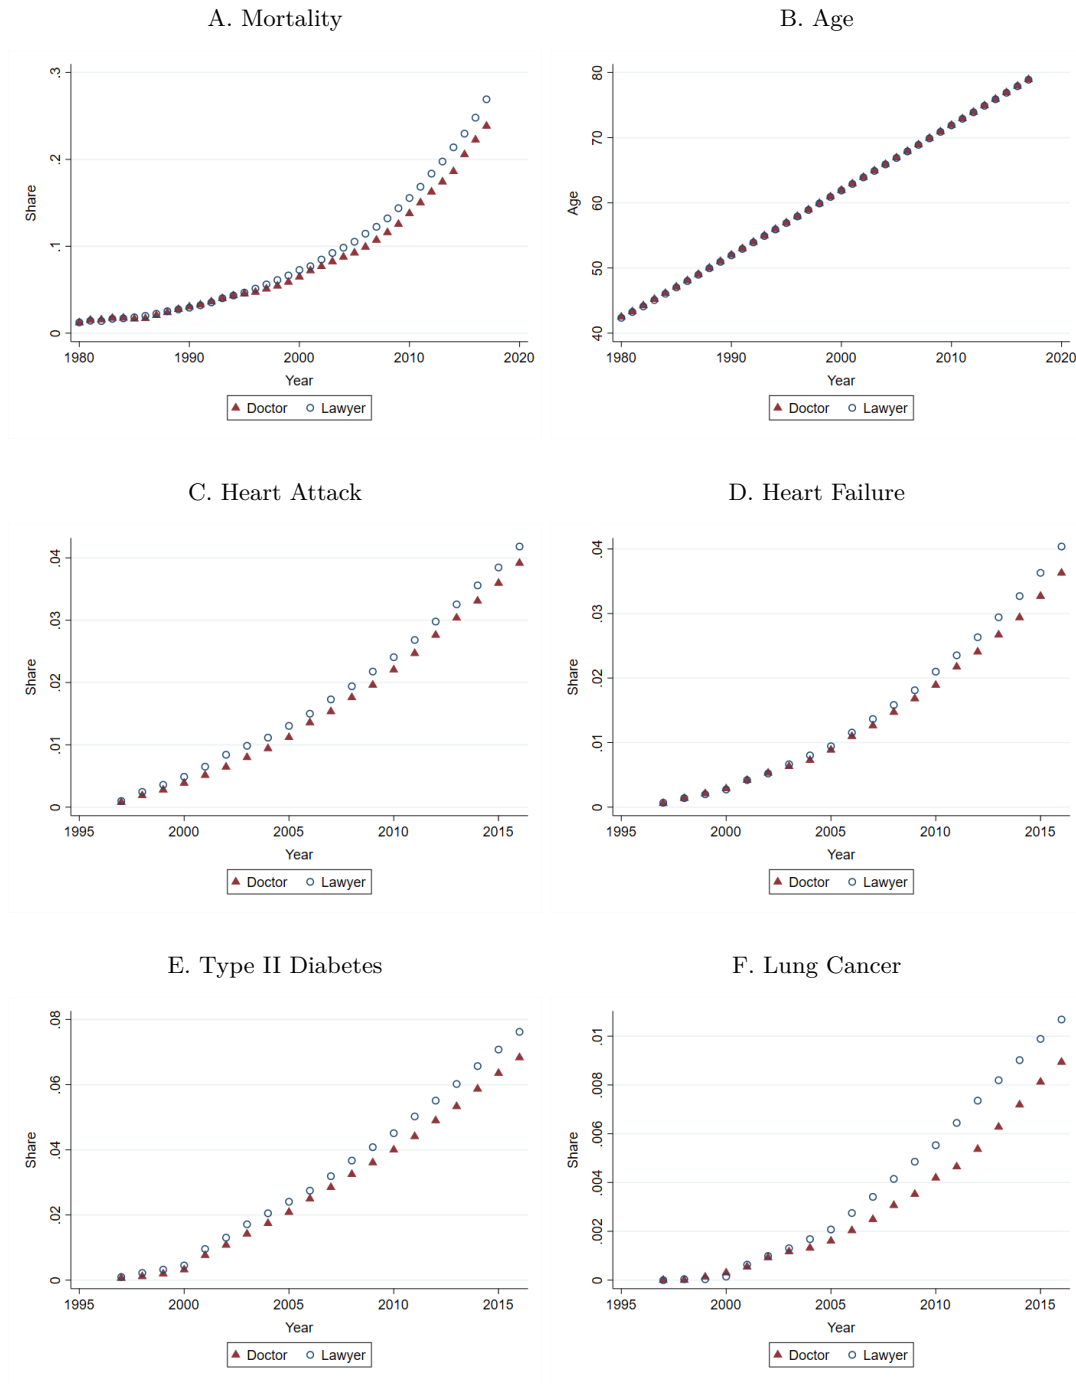 A. Mortality
.3
.2
.1
0
Share
1980 1990 2000 2010 2020
Year
Doctor Lawyer
B. Age
80
70
60
50
40
Age
1980 1990 2000 2010 2020
Year
Doctor Lawyer
C. Heart Attack
.04
.03
.02
.01
0
Share
1995 2000 2005 2010 2015
Year
Doctor Lawyer
D. Heart Failure
.04
.03
.02
.01
0
Share
1995 2000 2005 2010 2015
Year
Doctor Lawyer
E. Type II Diabetes
.08
.06
.04
.02
0
Share
1995 2000 2005 2010 2015
Year
Doctor Lawyer
F. Lung Cancer
.01
.008
.006
.004
.002
0
Share
1995 2000 2005 2010 2015
Year
Doctor Lawyer